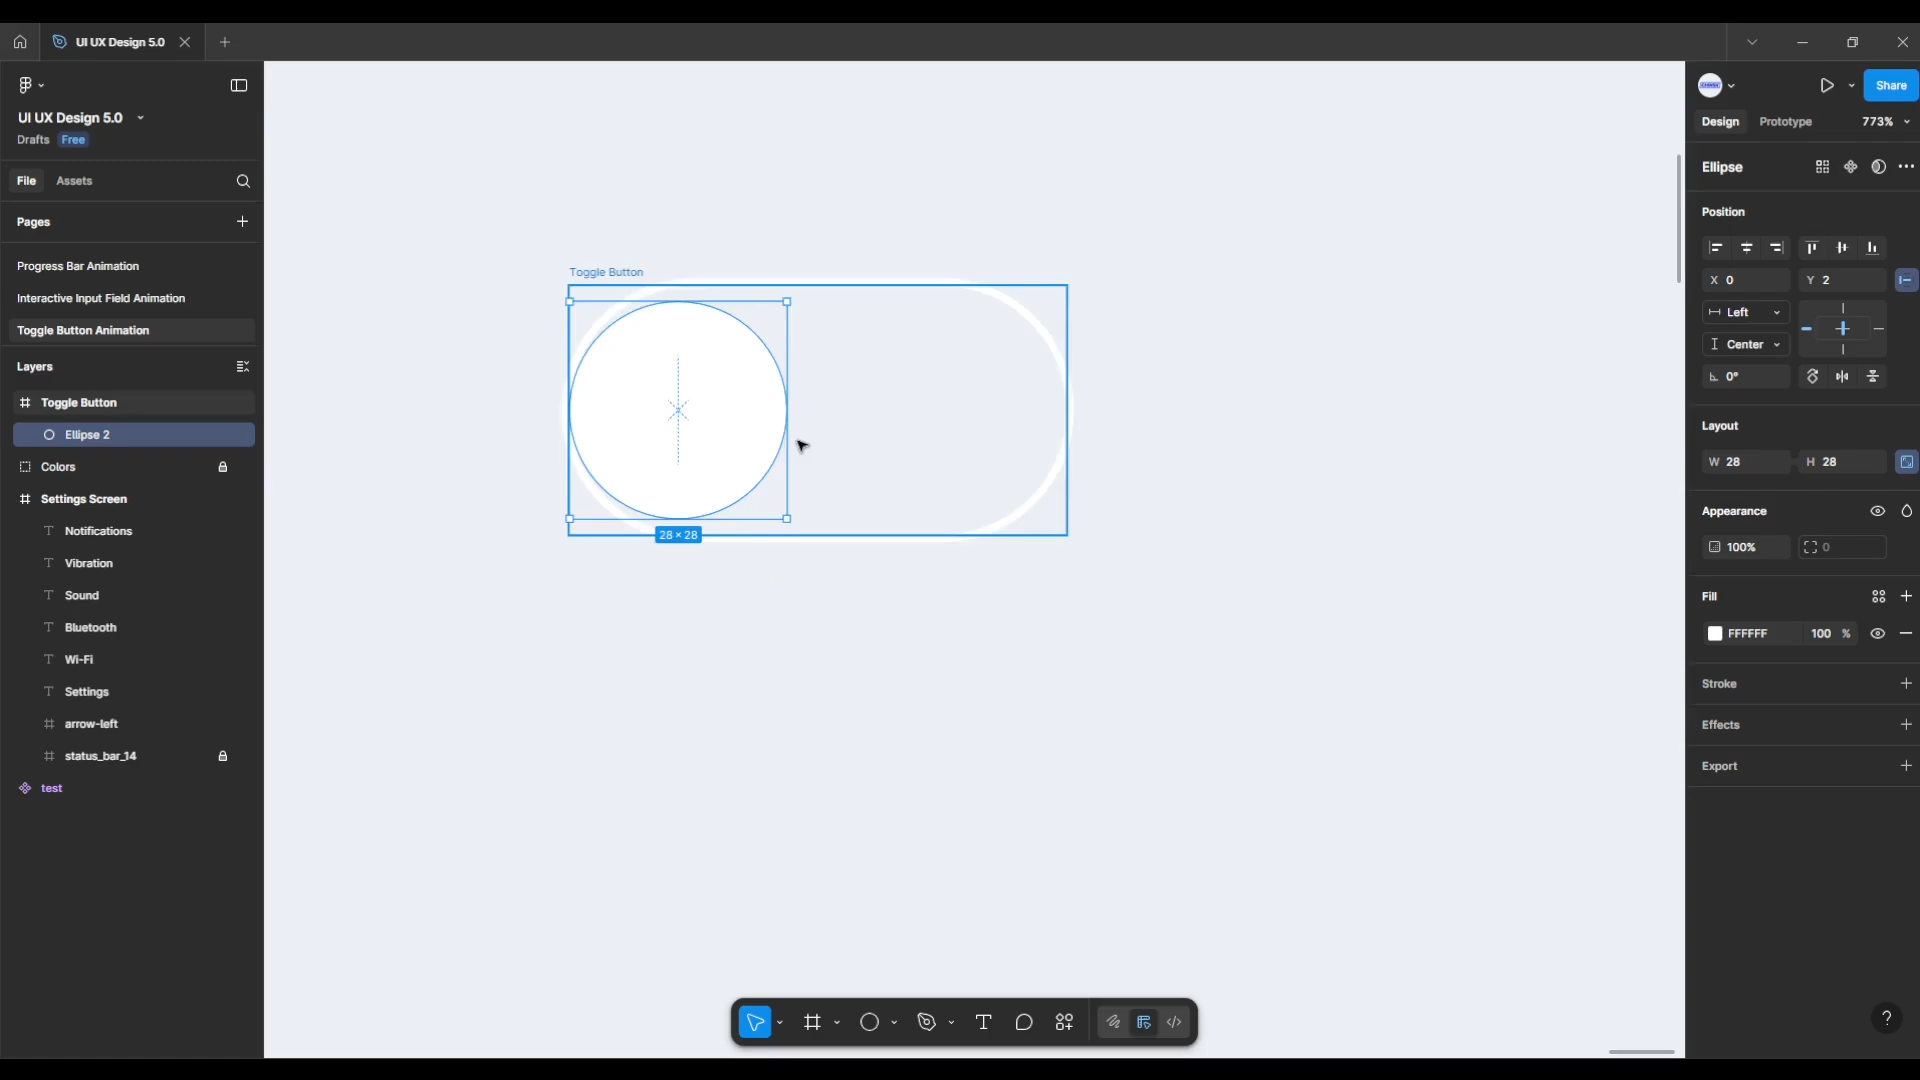 UI UX Design 5.0
UI UX Design 5.0
Drafts Free
File Assets
Pages
Progress Bar Animation
Interactive Input Field Animation
Toggle Button Animation
Layers
Toggle Button
Ellipse 2
Colors
Settings Screen
Notifications
Vibration
Sound
Bluetooth
Wi-Fi
Settings
arrow-left
status_bar_14
test
Toggle Button
28 × 28
Share
Design Prototype 773%
Ellipse
Position
X 0 Y 2
Left
Center
0°
Layout
W 28 H 28
Appearance
100% 0
Fill
FFFFFF 100 %
Stroke
Effects
Export
?